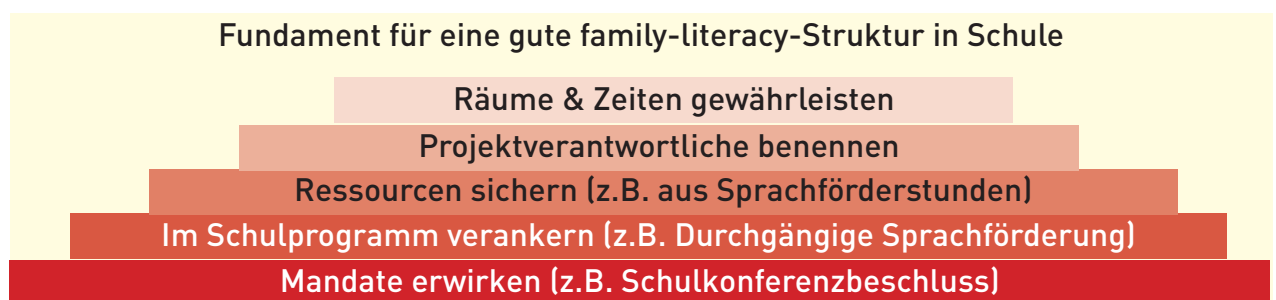 Fundament für eine gute family-literacy-Struktur in Schule
Räume & Zeiten gewährleisten
Projektverantwortliche benennen
Ressourcen sichern (z.B. aus Sprachförderstunden)
Im Schulprogramm verankern (z.B. Durchgängige Sprachförderung)
Mandate erwirken (z.B. Schulkonferenzbeschluss)